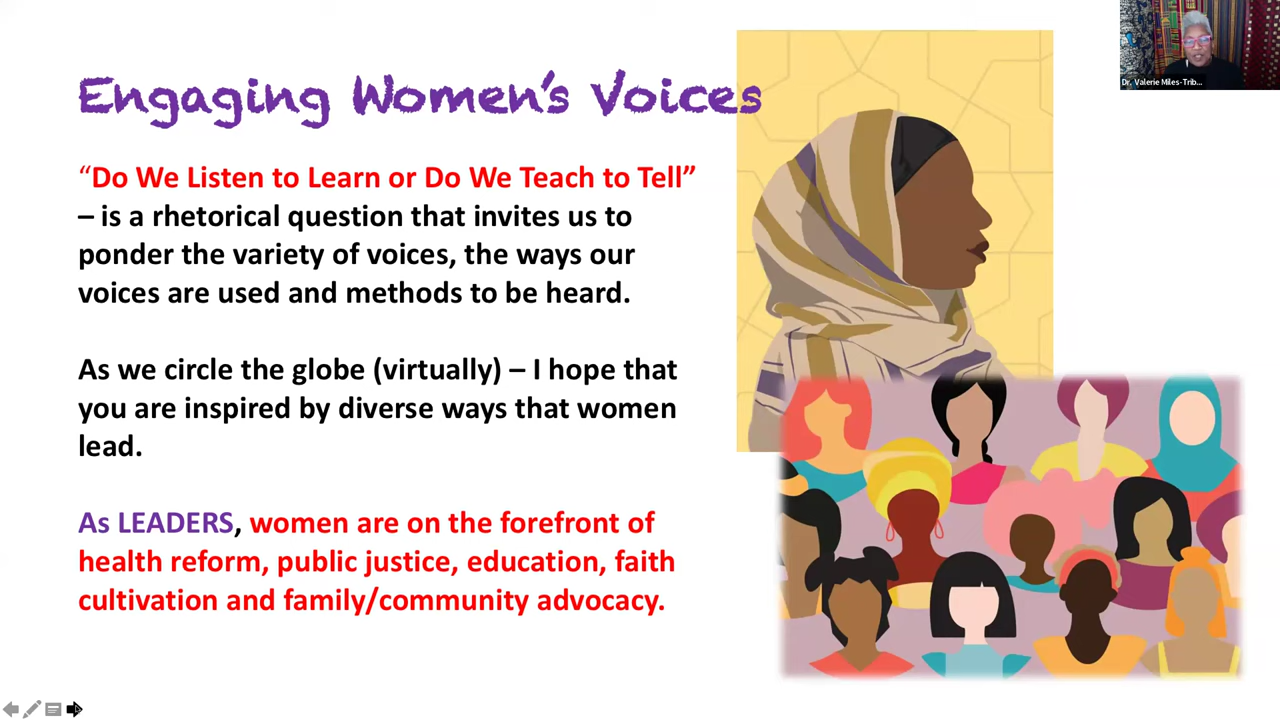 Engaging Women's Voices
“Do We Listen to Learn or Do We Teach to Tell”
– is a rhetorical question that invites us to
ponder the variety of voices, the ways our
voices are used and methods to be heard.
As we circle the globe (virtually) – I hope that
you are inspired by diverse ways that women
lead.
As LEADERS, women are on the forefront of
health reform, public justice, education, faith
cultivation and family/community advocacy.
Dr. Valerie Miles-Trib...